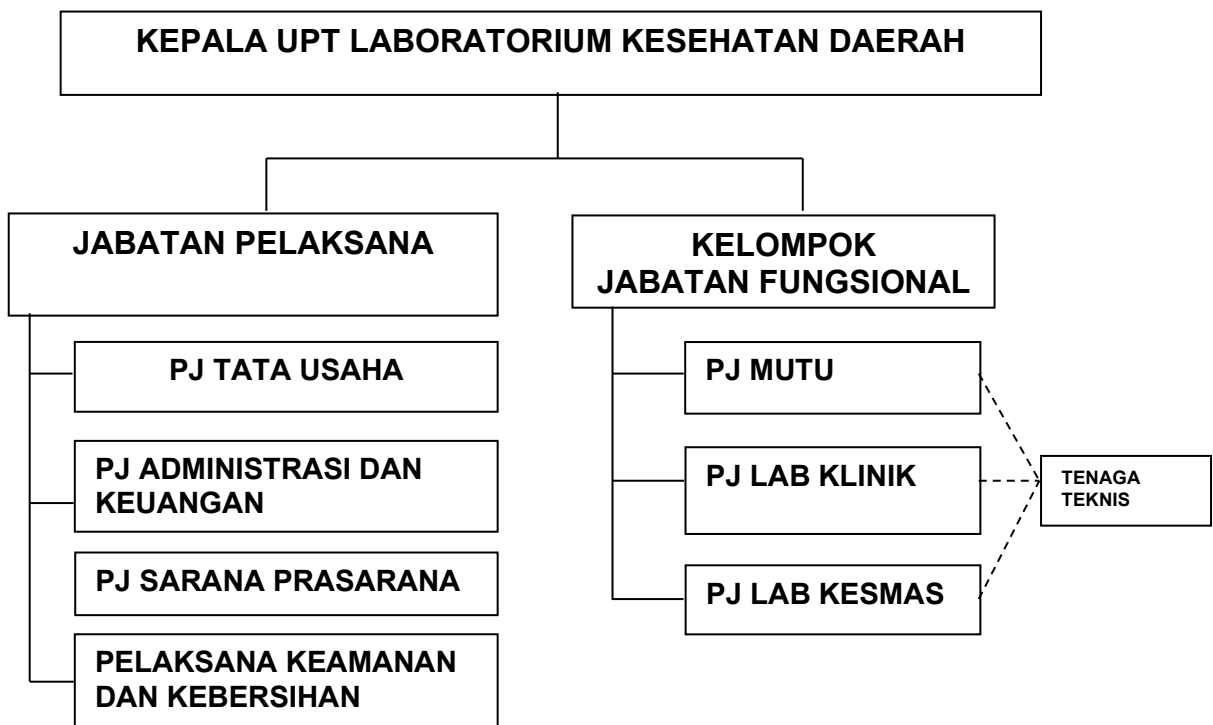 KEPALA UPT LABORATORIUM KESEHATAN DAERAH
JABATAN PELAKSANA
PJ TATA USAHA
PJ ADMINISTRASI DAN
KEUANGAN
PJ SARANA PRASARANA
PELAKSANA KEAMANAN
DAN KEBERSIHAN
KELOMPOK
JABATAN FUNGSIONAL
PJ MUTU
PJ LAB KLINIK
PJ LAB KESMAS
TENAGA
TEKNIS